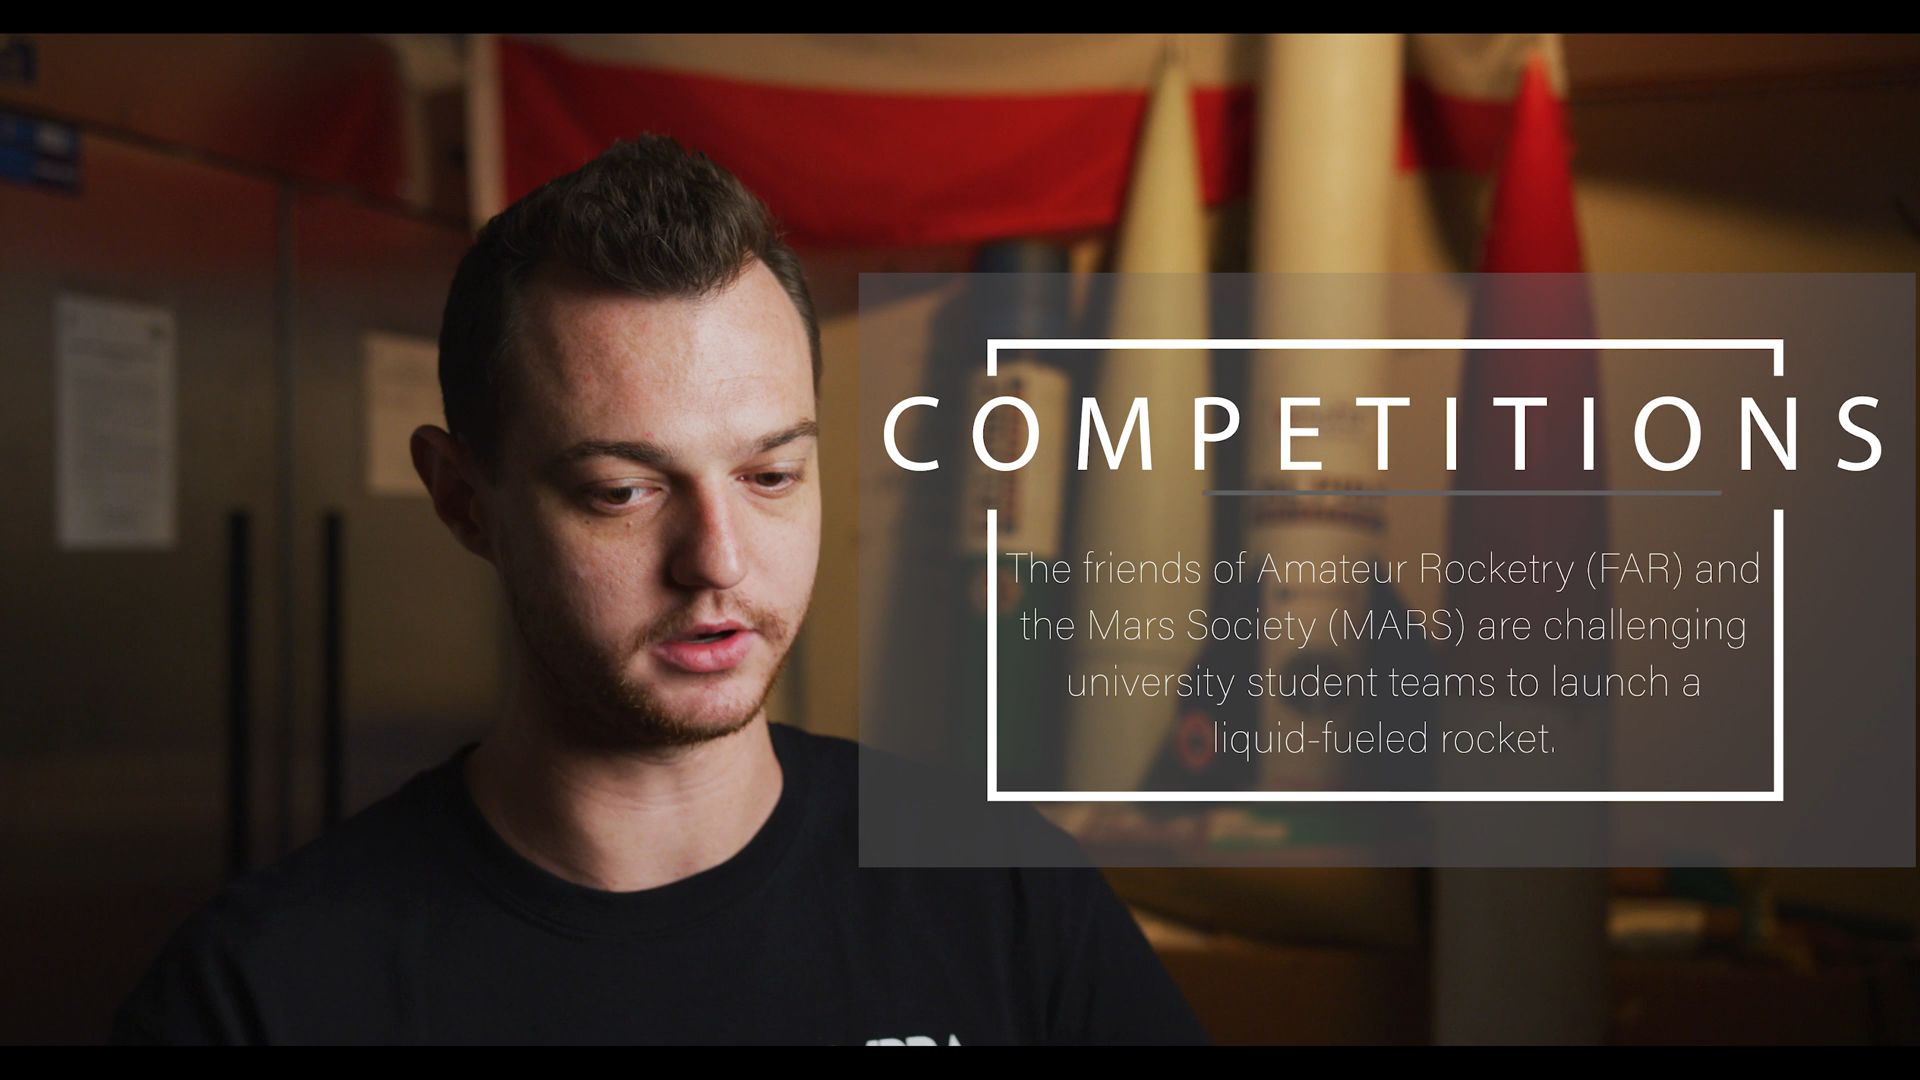 COMPETITIONS
The friends of Amateur Rocketry (FAR) and
the Mars Society (MARS) are challenging
university student teams to launch a
liquid-fueled rocket.